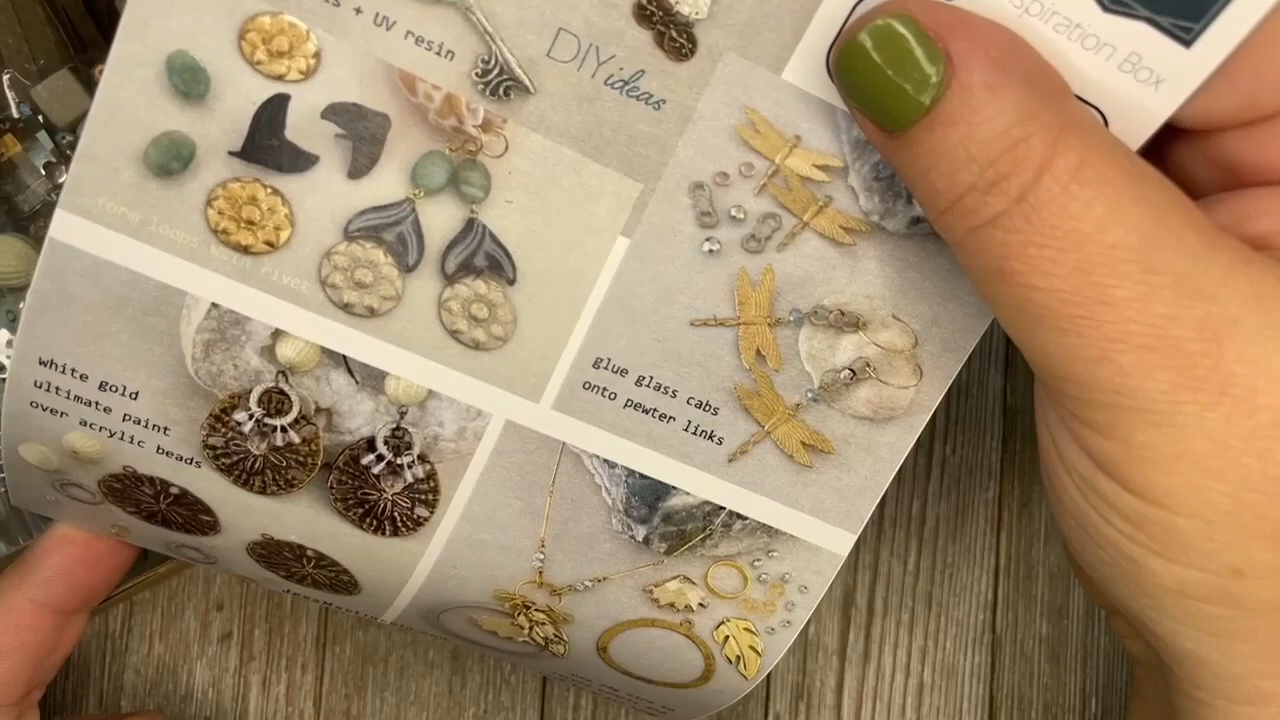 + UV resin
DIY ideas
spiration Box
form loops with rivet
glue glass cabs
onto pewter links
white gold
ultimate paint
over acrylic beads